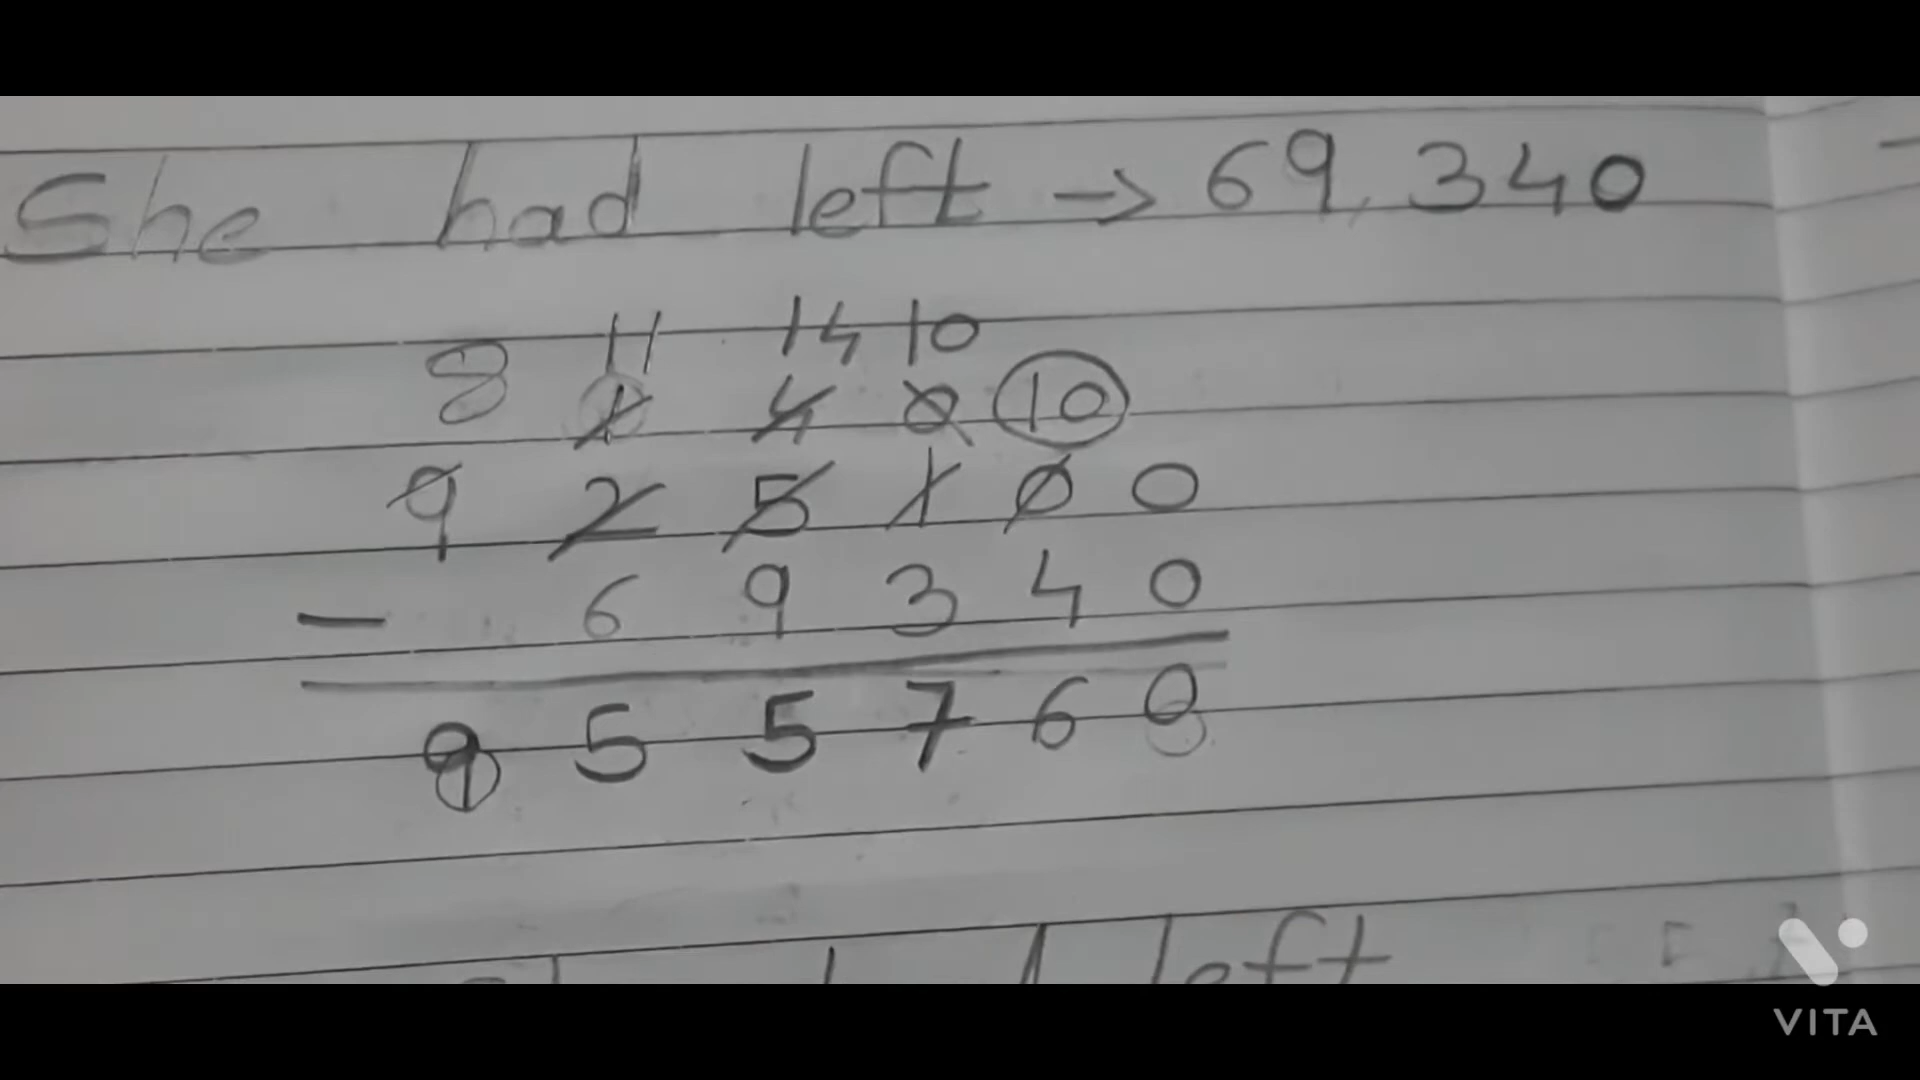 She had left → 69,340
8 11 14 10
1 4 0 10
9 2 5 1 0 0
- 6 9 3 4 0
9 5 5 7 6 0
left
VITA